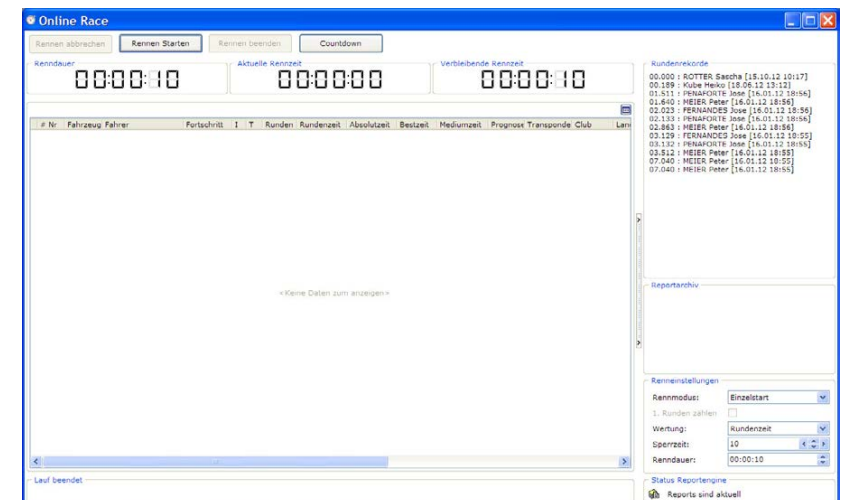 Online Race
Rennen abbrechen Rennen Starten Rennen beenden Countdown
Renndauer Aktuelle Rennzeit Verbleibende Rennzeit Rundenrekorde
00:00:10 00:00:00 00:00:10
00.000 : ROTTER Sascha [15.10.12 10:17]
00.189 : Kube Heiko [18.06.12 13:12]
01.511 : PENAFORTE Jose [16.01.12 18:56]
01.640 : MEIER Peter [16.01.12 18:56]
02.023 : FERNANDES Jose [16.01.12 18:56]
02.133 : PENAFORTE Jose [16.01.12 18:56]
02.863 : MEIER Peter [16.01.12 18:56]
03.129 : FERNANDES Jose [16.01.12 18:55]
03.132 : PENAFORTE Jose [16.01.12 18:55]
03.512 : MEIER Peter [16.01.12 18:55]
07.040 : MEIER Peter [16.01.12 18:55]
07.040 : MEIER Peter [16.01.12 18:55]
# Nr Fahrzeug Fahrer Fortschritt I T Runden Rundenzeit Absolutzeit Bestzeit Mediumzeit Prognose Transponde Club Lan
<Keine Daten zum anzeigen>
Reportarchiv
Renneinstellungen
Rennmodus: Einzelstart
1. Runden zahlen
Wertung: Rundenzeit
Sperrzeit: 10
Renndauer: 00:00:10
Lauf beendet
Status Reportengine
Reports sind aktuell